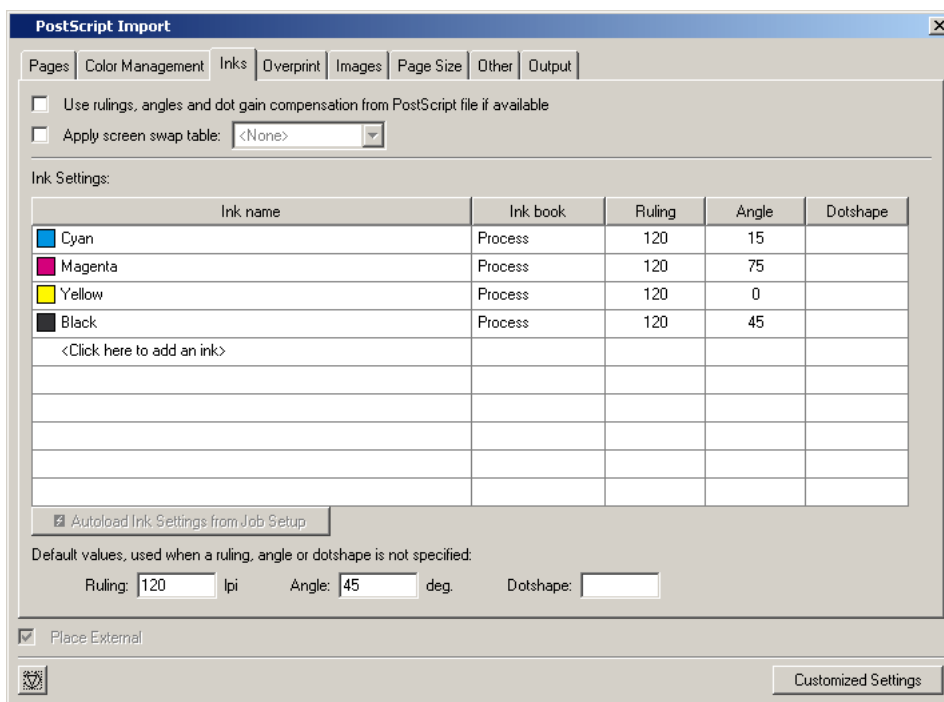 PostScript Import
Pages Color Management Inks Overprint Images Page Size Other Output
Use rulings, angles and dot gain compensation from PostScript file if available
Apply screen swap table: <None>
Ink Settings:
Ink name Ink book Ruling Angle Dotshape
Cyan Process 120 15
Magenta Process 120 75
Yellow Process 120 0
Black Process 120 45
<Click here to add an ink>
Autoload Ink Settings from Job Setup
Default values, used when a ruling, angle or dotshape is not specified:
Ruling: 120 lpi Angle: 45 deg. Dotshape:
Place External
Customized Settings